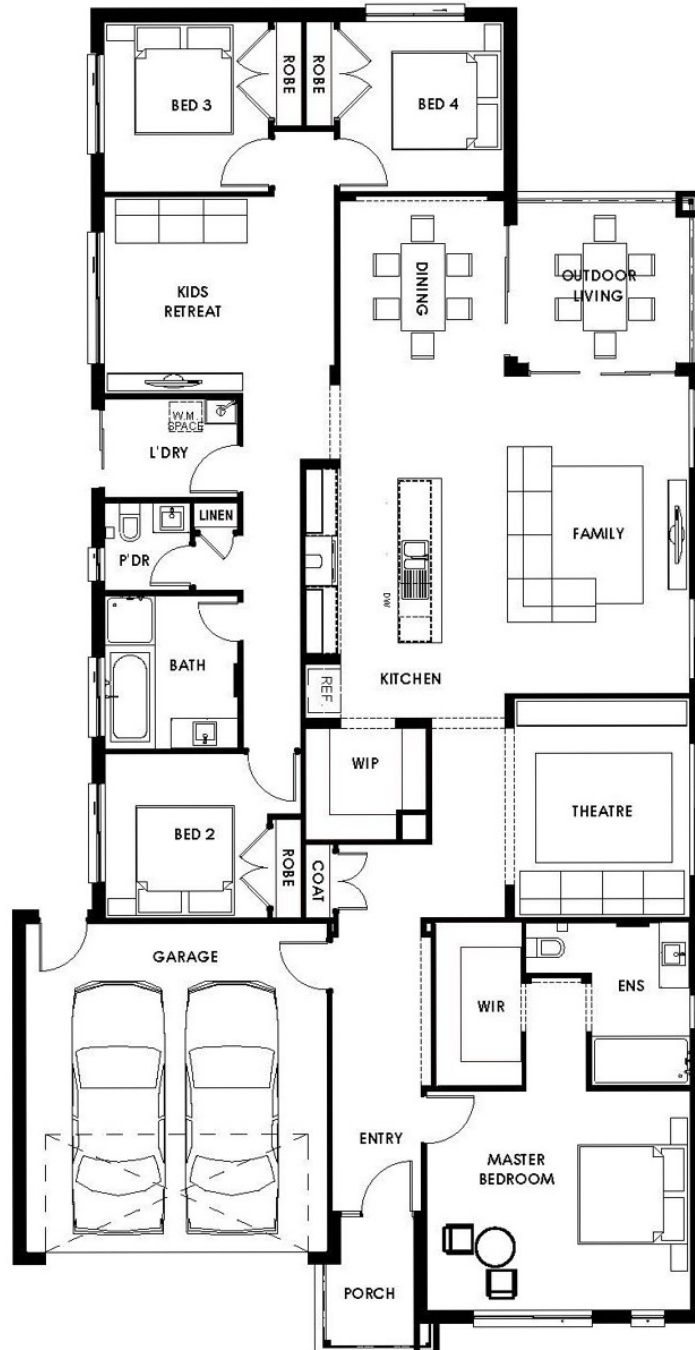 BED 3
ROBE
ROBE
BED 4
KIDS
RETREAT
DINING
OUTDOOR
LIVING
W.M.
SPACE
L'DRY
LINEN
P'DR
FAMILY
DW
BATH
KITCHEN
REF.
WIP
THEATRE
BED 2
ROBE
COAT
GARAGE
WIR
ENS
ENTRY
MASTER
BEDROOM
PORCH